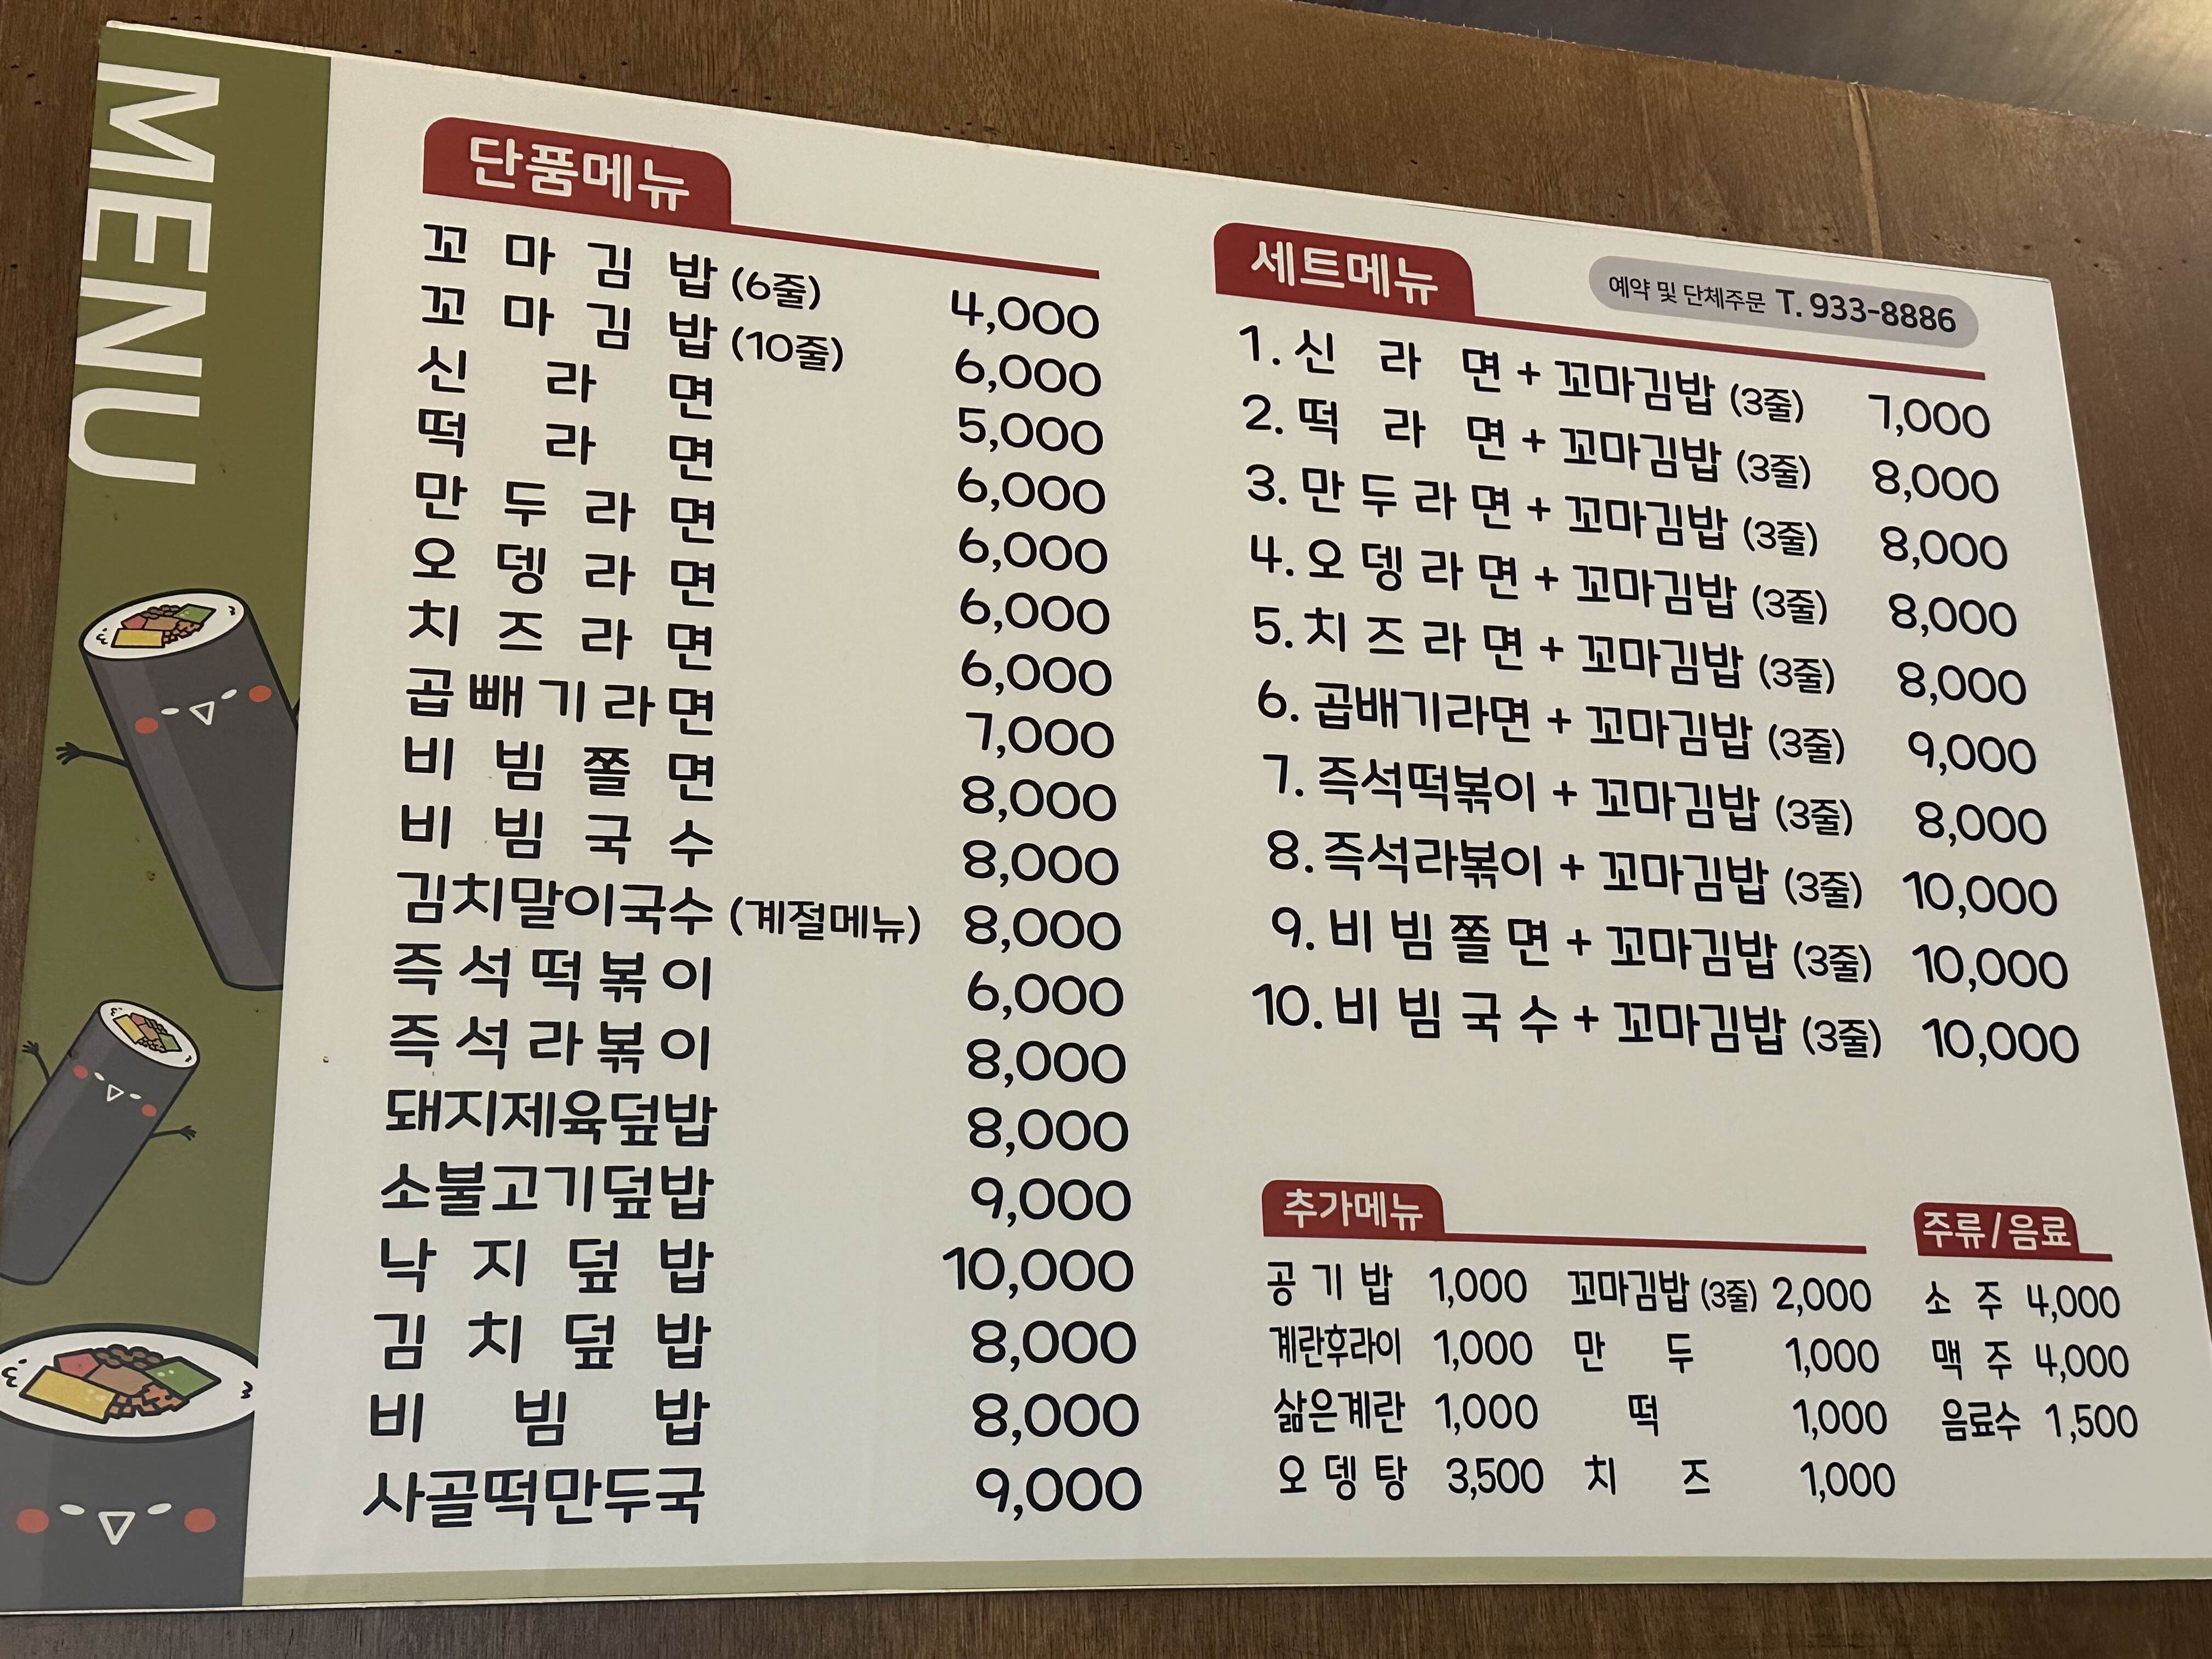 MENU
단품메뉴
꼬마김밥 (6줄) 4,000
꼬마김밥 (10줄) 6,000
신라면 5,000
떡라면 6,000
만두라면 6,000
오뎅라면 6,000
치즈라면 6,000
곱빼기라면 7,000
비빔쫄면 8,000
비빔국수 8,000
김치말이국수 (계절메뉴) 8,000
즉석떡볶이 6,000
즉석라볶이 8,000
돼지제육덮밥 8,000
소불고기덮밥 9,000
낙지덮밥 10,000
김치덮밥 8,000
비빔밥 8,000
사골떡만두국 9,000
세트메뉴
예약 및 단체주문 T. 933-8886
1. 신라면 + 꼬마김밥 (3줄) 7,000
2. 떡라면 + 꼬마김밥 (3줄) 8,000
3. 만두라면 + 꼬마김밥 (3줄) 8,000
4. 오뎅라면 + 꼬마김밥 (3줄) 8,000
5. 치즈라면 + 꼬마김밥 (3줄) 8,000
6. 곱배기라면 + 꼬마김밥 (3줄) 9,000
7. 즉석떡볶이 + 꼬마김밥 (3줄) 8,000
8. 즉석라볶이 + 꼬마김밥 (3줄) 10,000
9. 비빔쫄면 + 꼬마김밥 (3줄) 10,000
10. 비빔국수 + 꼬마김밥 (3줄) 10,000
추가메뉴
공기밥 1,000 꼬마김밥 (3줄) 2,000
계란후라이 1,000 만두 1,000
삶은계란 1,000 떡 1,000
오뎅탕 3,500 치즈 1,000
주류/음료
소주 4,000
맥주 4,000
음료수 1,500